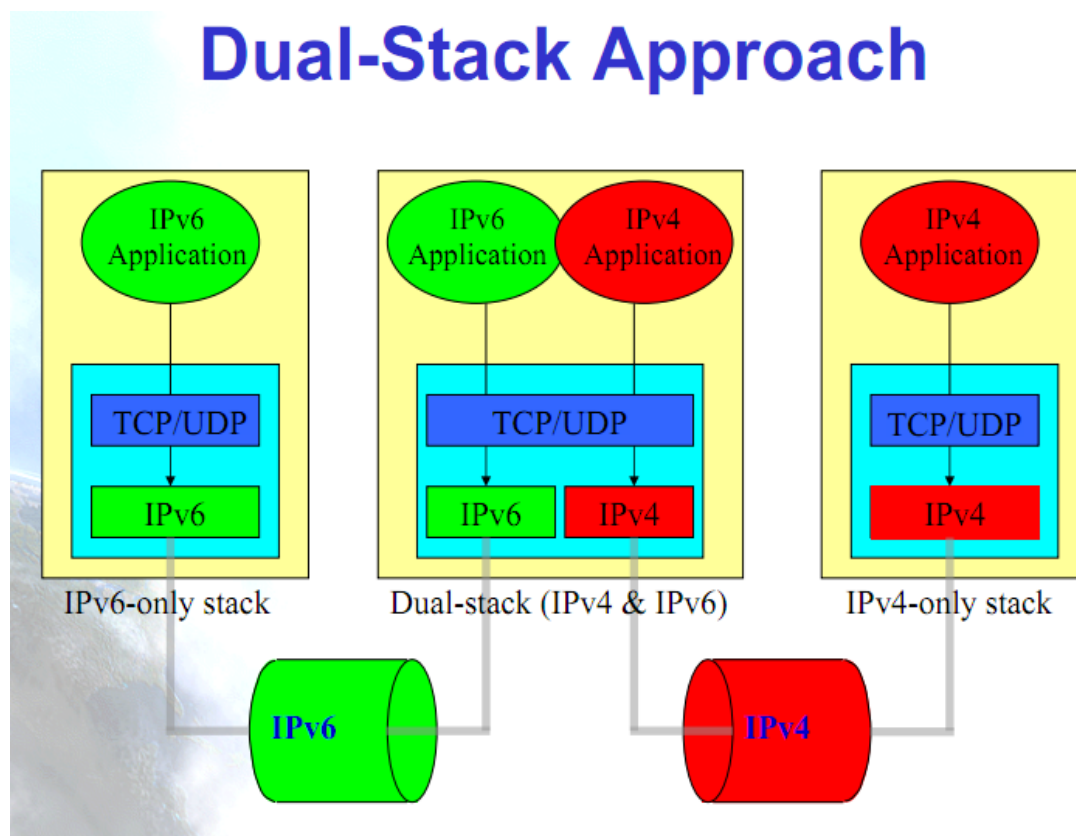 Dual-Stack Approach
IPv6
Application
IPv6
Application
IPv4
Application
IPv4
Application
TCP/UDP
TCP/UDP
TCP/UDP
IPv6
IPv6
IPv4
IPv4
IPv6-only stack
Dual-stack (IPv4 & IPv6)
IPv4-only stack
IPv6
IPv4